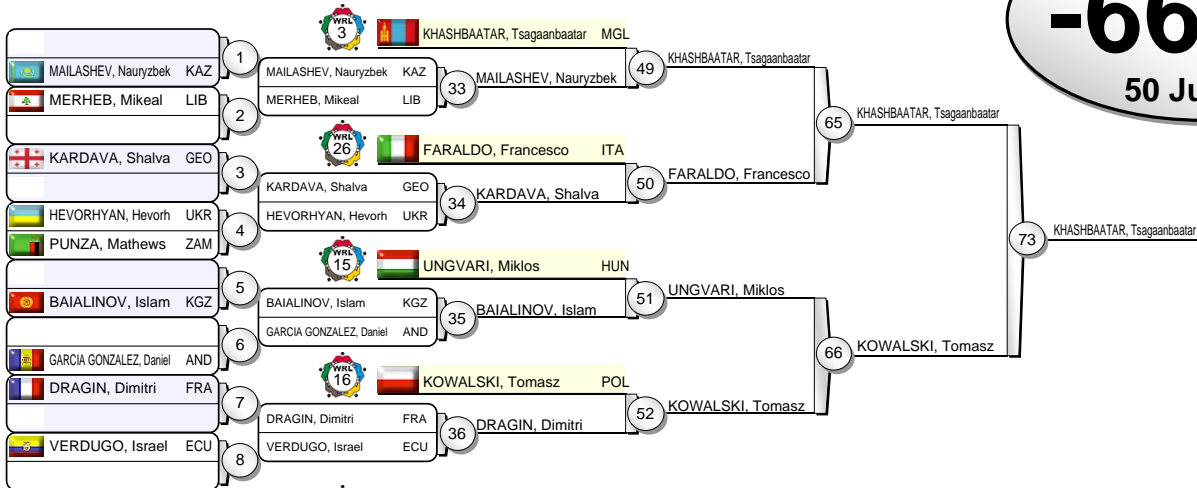 -66
50 Ju
WRL
3
KHASHBAATAR, Tsagaanbaatar MGL
1
MAILASHEV, Nauryzbek KAZ
MERHEB, Mikeal LIB
2
MAILASHEV, Nauryzbek KAZ
MERHEB, Mikeal LIB
33
MAILASHEV, Nauryzbek
49
KHASHBAATAR, Tsagaanbaatar
65
KHASHBAATAR, Tsagaanbaatar
WRL
26
FARALDO, Francesco ITA
KARDAVA, Shalva GEO
3
HEVORHYAN, Hevorh UKR
4
PUNZA, Mathews ZAM
KARDAVA, Shalva GEO
HEVORHYAN, Hevorh UKR
34
KARDAVA, Shalva
50
FARALDO, Francesco
73
KHASHBAATAR, Tsagaanbaatar
WRL
15
UNGVARI, Miklos HUN
5
BAIALINOV, Islam KGZ
6
GARCIA GONZALEZ, Daniel AND
BAIALINOV, Islam KGZ
GARCIA GONZALEZ, Daniel AND
35
BAIALINOV, Islam
51
UNGVARI, Miklos
66
KOWALSKI, Tomasz
WRL
16
KOWALSKI, Tomasz POL
DRAGIN, Dimitri FRA
7
VERDUGO, Israel ECU
8
DRAGIN, Dimitri FRA
VERDUGO, Israel ECU
36
DRAGIN, Dimitri
52
KOWALSKI, Tomasz